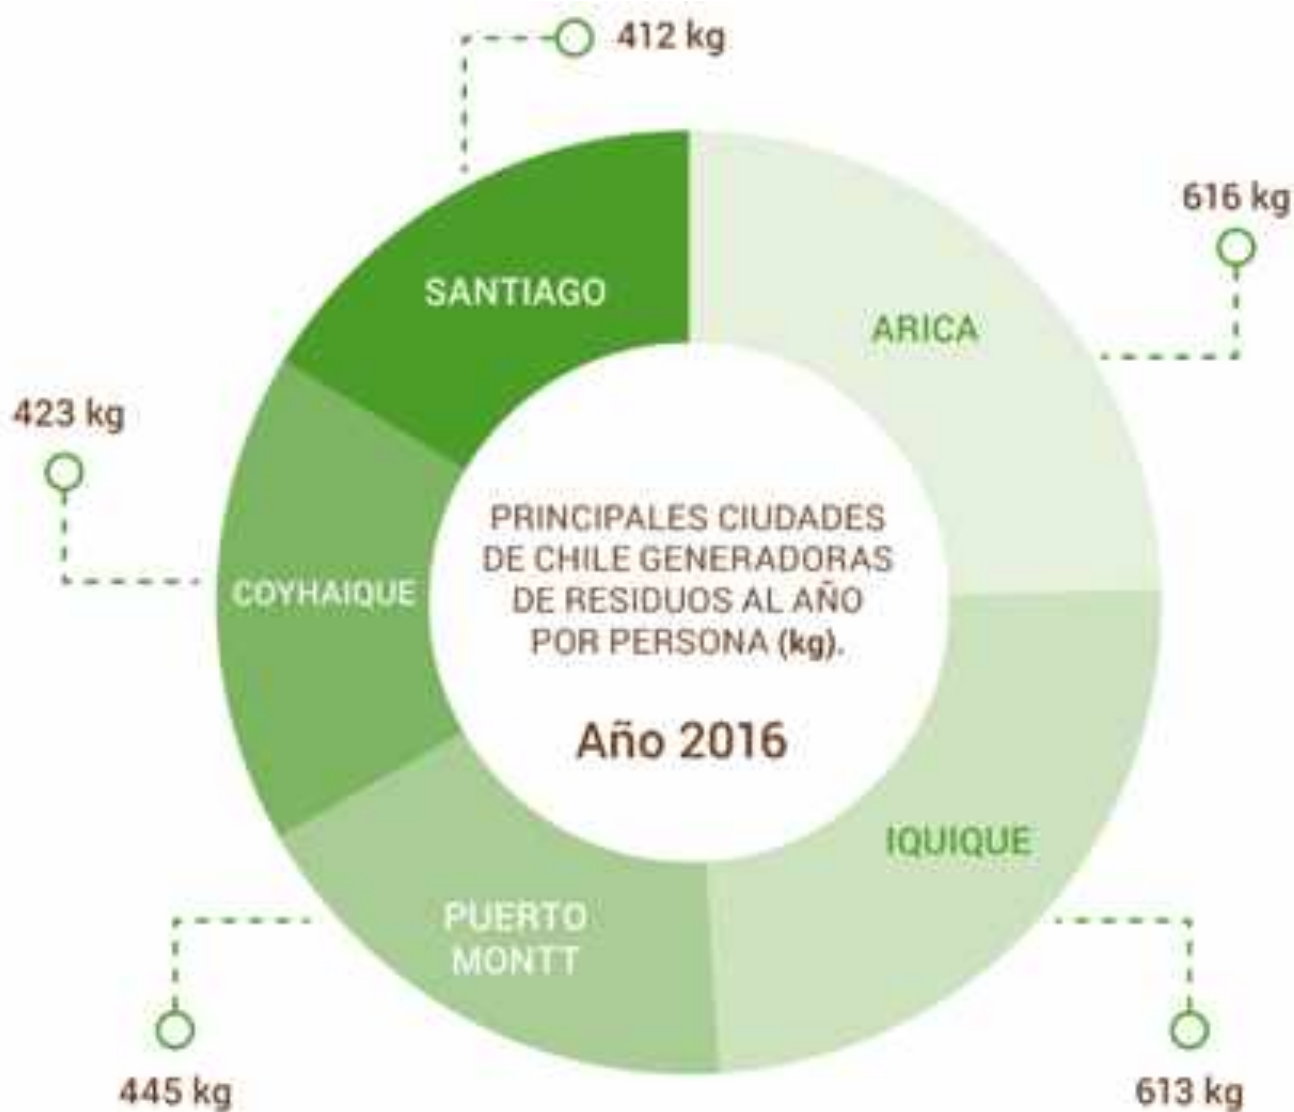 412 kg
616 kg
SANTIAGO
ARICA
423 kg
PRINCIPALES CIUDADES
DE CHILE GENERADORAS
DE RESIDUOS AL AÑO
POR PERSONA (kg).
COYHAIQUE
Año 2016
IQUIQUE
PUERTO
MONTT
445 kg
613 kg